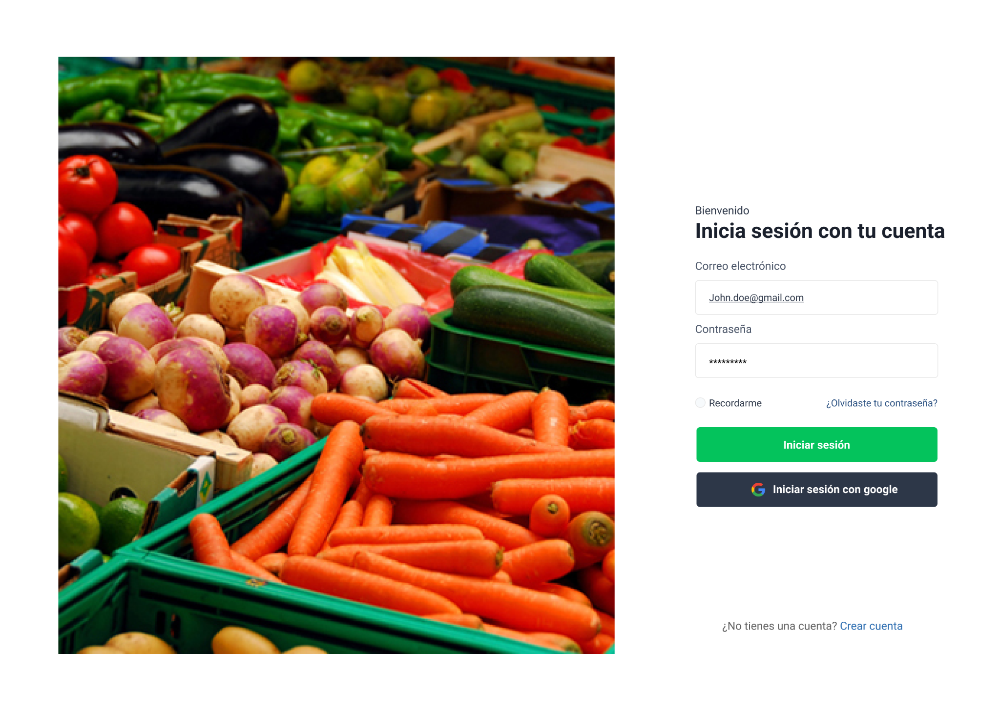 Bienvenido
Inicia sesión con tu cuenta
Correo electrónico
John.doe@gmail.com
Contraseña
*********
Recordarme
¿Olvidaste tu contraseña?
Iniciar sesión
Iniciar sesión con google
¿No tienes una cuenta? Crear cuenta